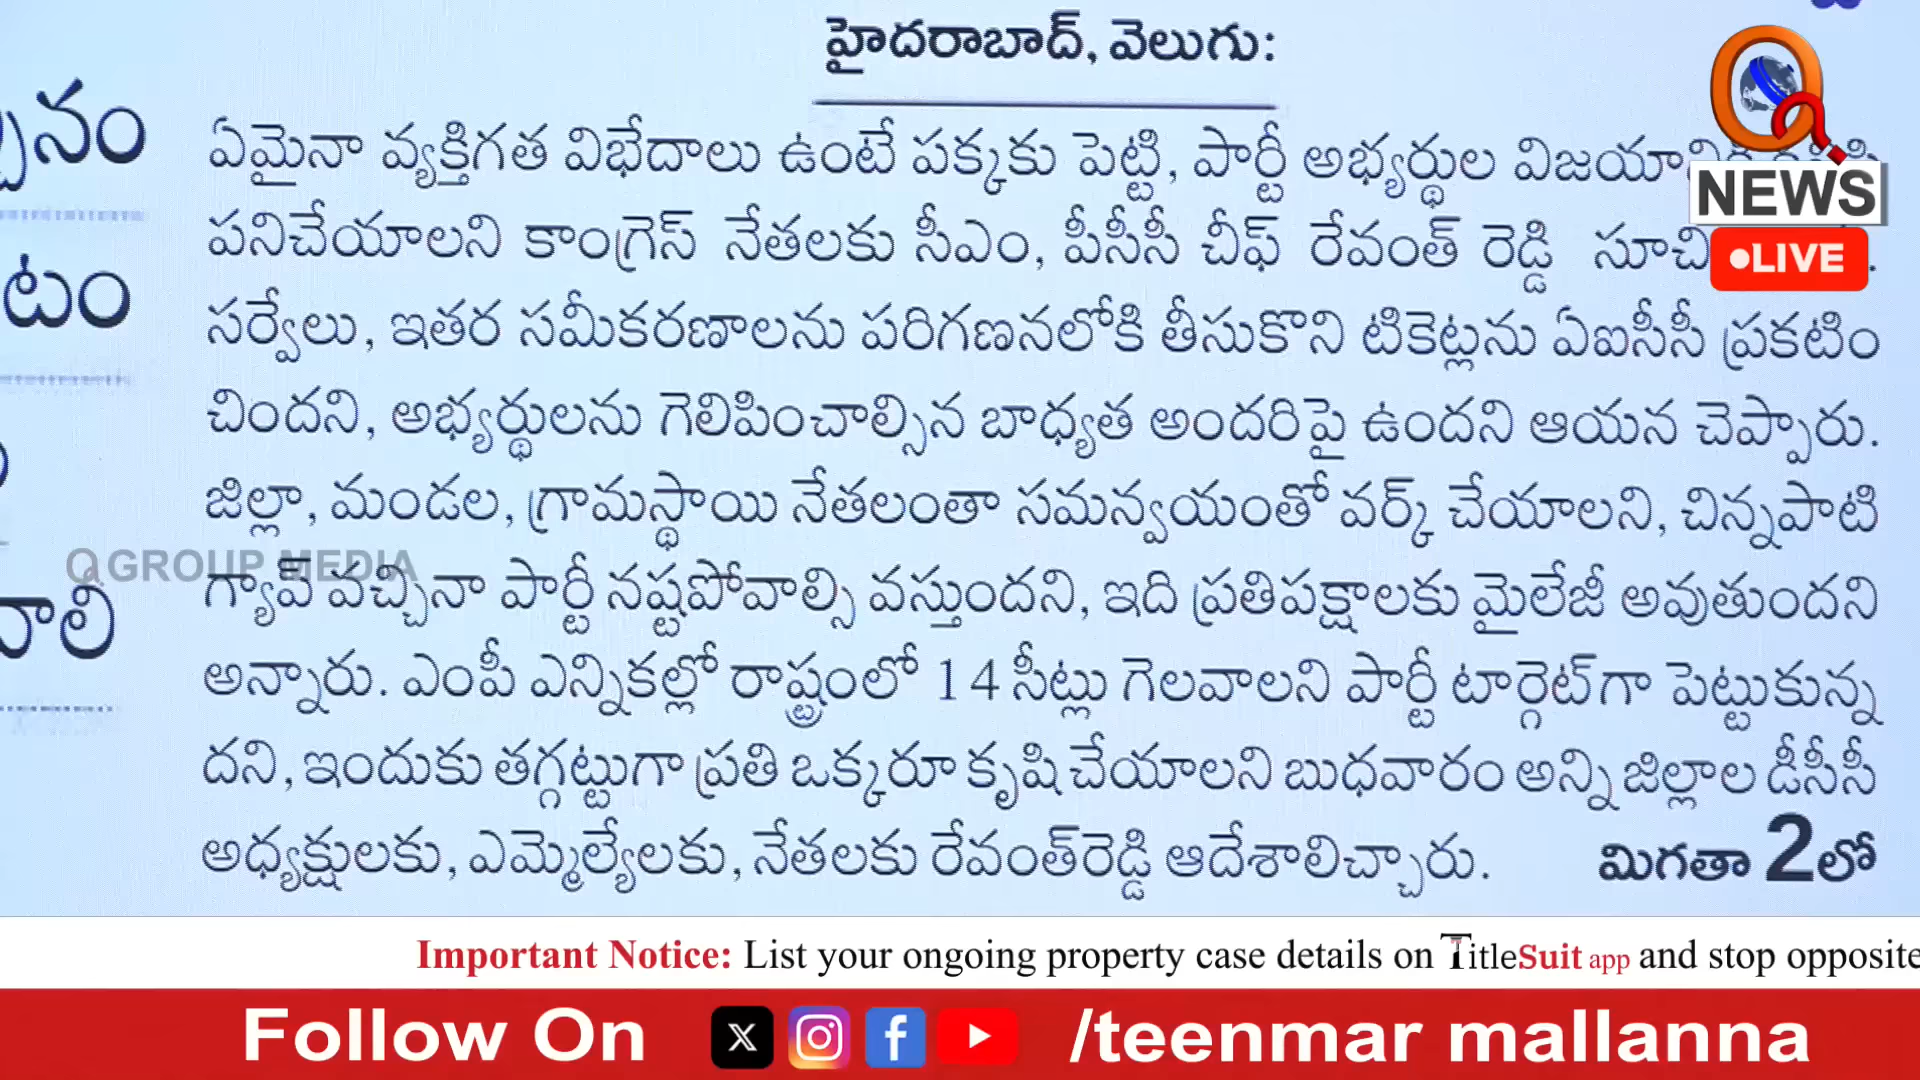 హైదరాబాద్, వెలుగు:
ఏమైనా వ్యక్తిగత విభేదాలు ఉంటే పక్కకు పెట్టి, పార్టీ అభ్యర్థుల
పనిచేయాలని కాంగ్రెస్ నేతలకు సీఎం, పీసీసీ చీఫ్ రేవంత్ రెడ్డి
సర్వేలు, ఇతర సమీకరణాలను పరిగణనలోకి తీసుకొని టికెట్లను ఏఐసీసీ ప్రకటిం
చిందని, అభ్యర్థులను గెలిపించాల్సిన బాధ్యత అందరిపై ఉందని ఆయన చెప్పారు.
జిల్లా, మండల, గ్రామస్థాయి నేతలంతా సమన్వయంతో వర్క్ చేయాలని, చిన్నపాటి
గ్యాప్ వచ్చినా పార్టీ నష్టపోవాల్సి వస్తుందని, ఇది ప్రతిపక్షాలకు మైలేజీ అవుతుందని
అన్నారు. ఎంపీ ఎన్నికల్లో రాష్ట్రంలో 14 సీట్లు గెలవాలని పార్టీ టార్గెట్‌గా పెట్టుకున్న
దని, ఇందుకు తగ్గట్టుగా ప్రతి ఒక్కరూ కృషి చేయాలని బుధవారం అన్ని జిల్లాల డీసీసీ
అధ్యక్షులకు, ఎమ్మెల్యేలకు, నేతలకు రేవంత్‌రెడ్డి ఆదేశాలిచ్చారు. మిగతా 2లో
Q
NEWS
LIVE
Q GROUP MEDIA
Important Notice: List your ongoing property case details on TitleSuit app and stop opposite
Follow On /teenmar mallanna